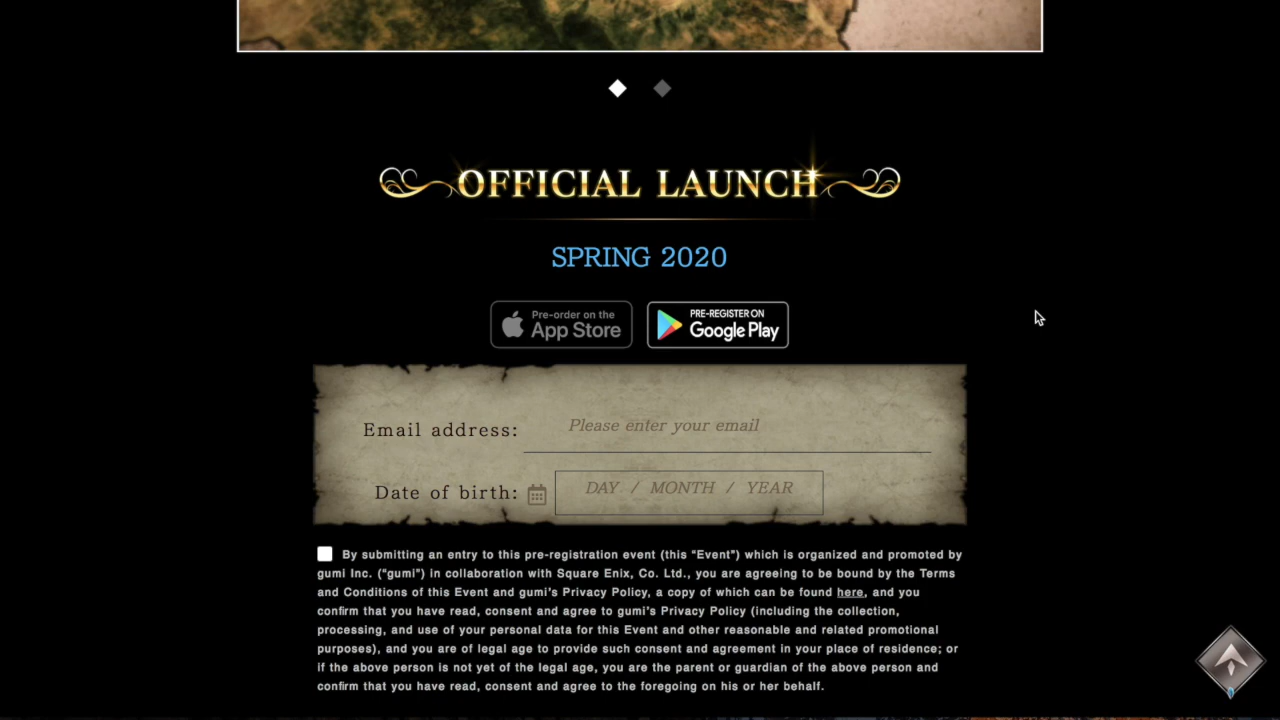 OFFICIAL LAUNCH
SPRING 2020
Pre-order on the
App Store
PRE-REGISTER ON
Google Play
Email address:
Please enter your email
Date of birth:
DAY / MONTH / YEAR
By submitting an entry to this pre-registration event (this “Event”) which is organized and promoted by
gumi Inc. (“gumi”) in collaboration with Square Enix, Co. Ltd., you are agreeing to be bound by the Terms
and Conditions of this Event and gumi’s Privacy Policy, a copy of which can be found here, and you
confirm that you have read, consent and agree to gumi’s Privacy Policy (including the collection,
processing, and use of your personal data for this Event and other reasonable and related promotional
purposes), and you are of legal age to provide such consent and agreement in your place of residence; or
if the above person is not yet of the legal age, you are the parent or guardian of the above person and
confirm that you have read, consent and agree to the foregoing on his or her behalf.